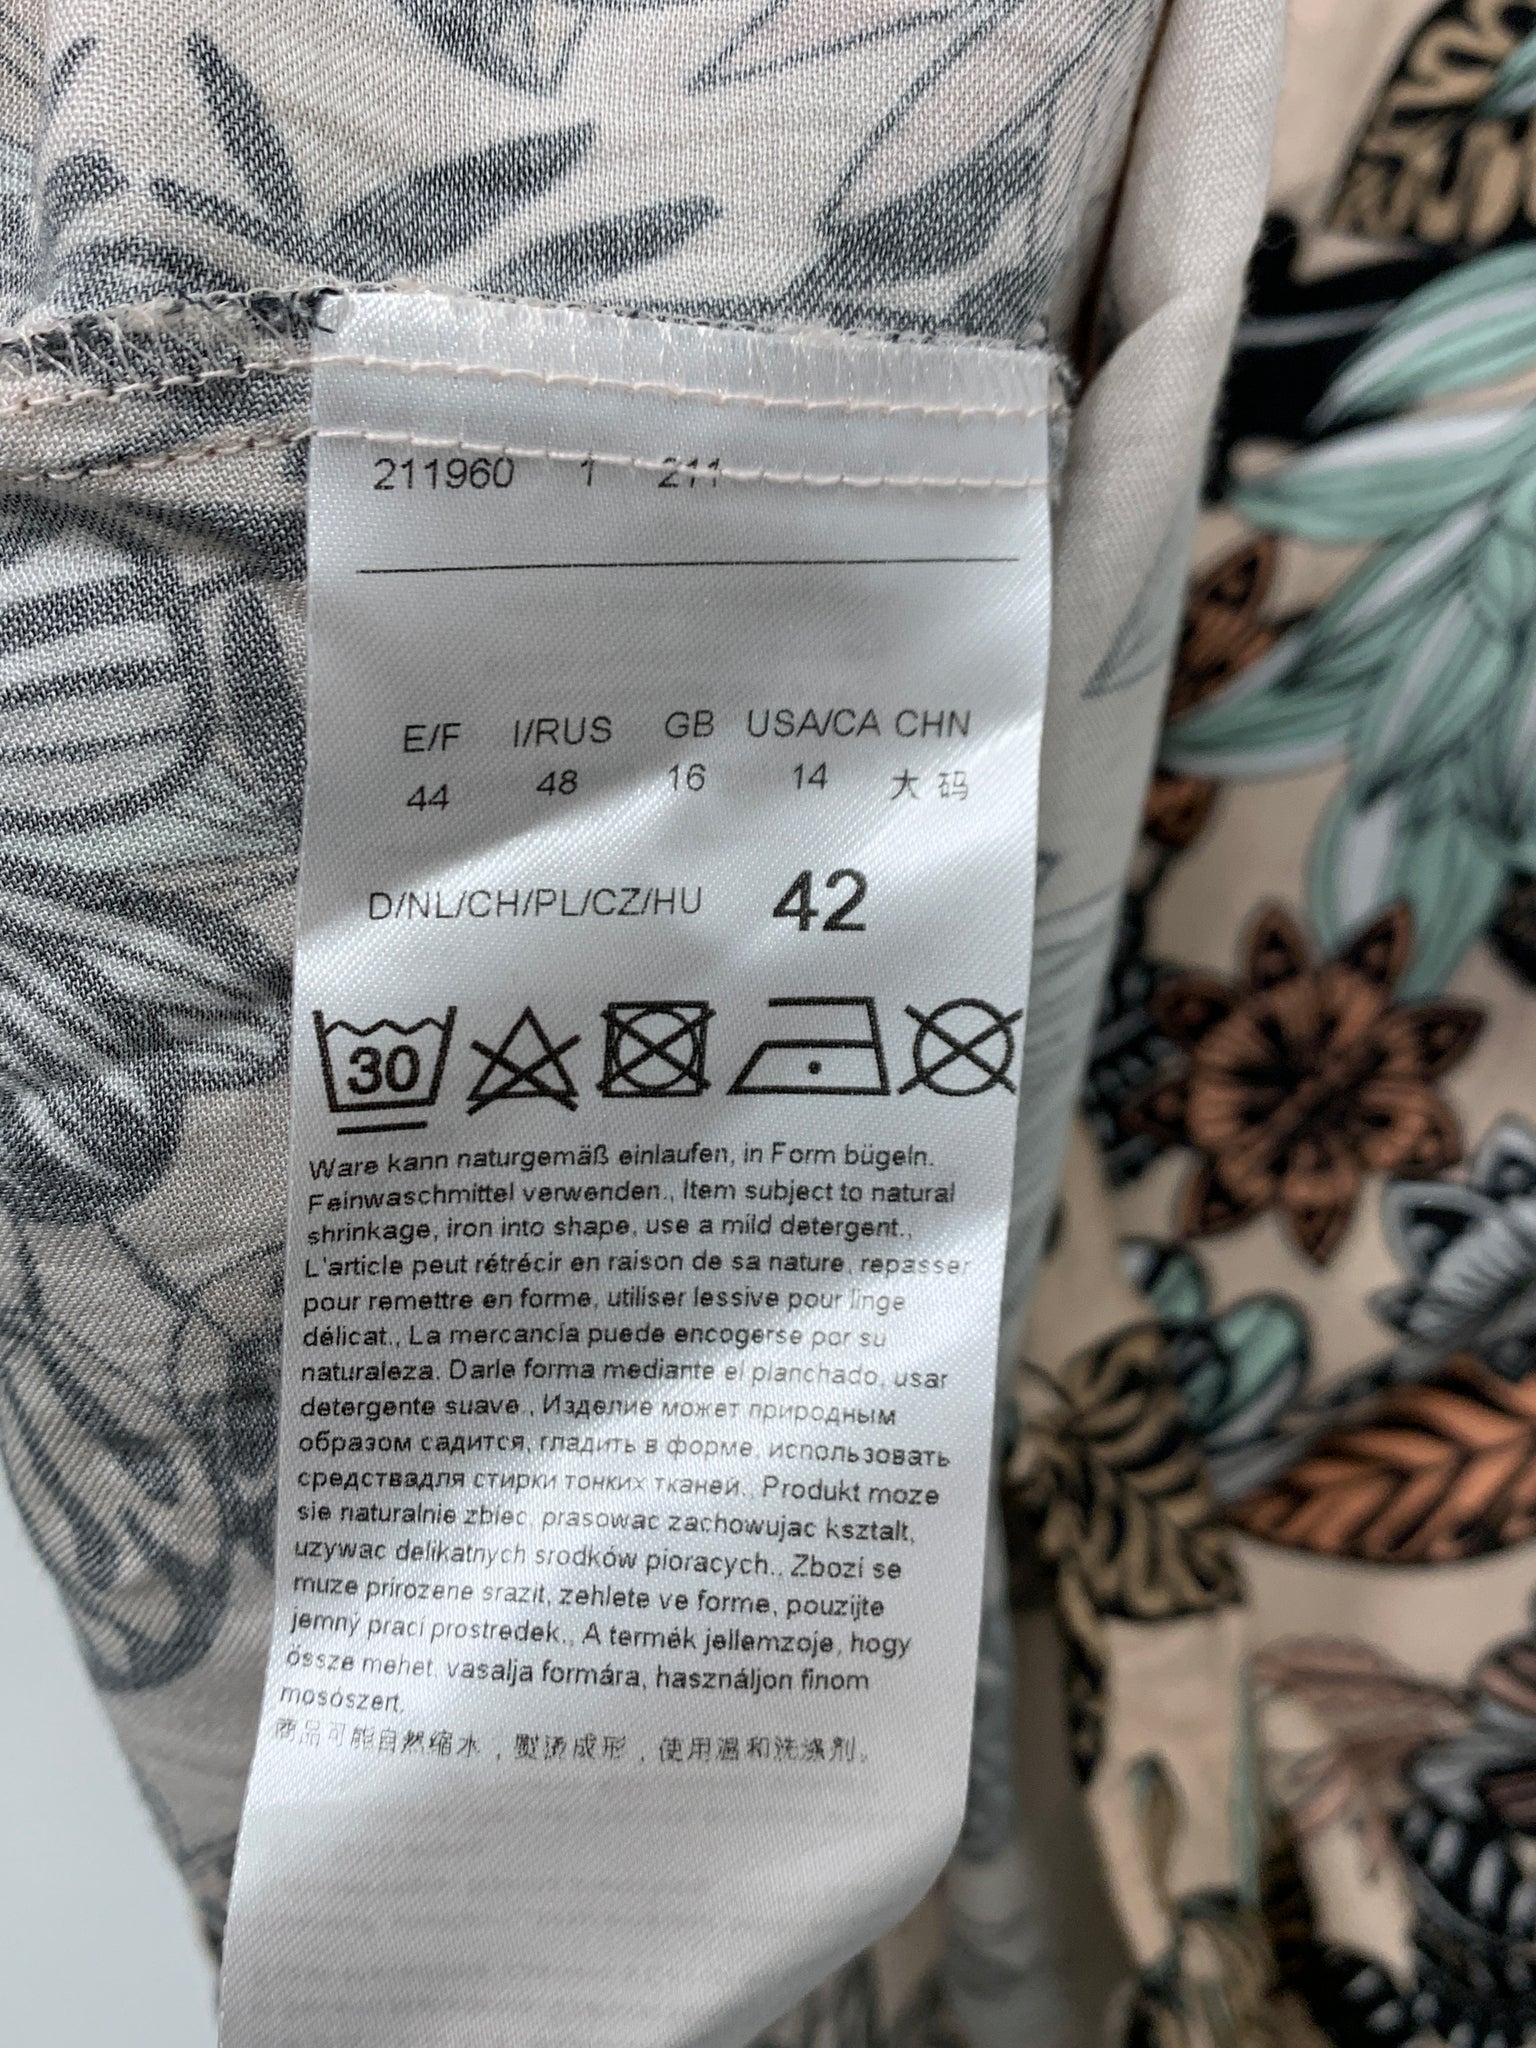 211960 1 211
E/F I/RUS GB USA/CA CHN
44 48 16 14 大 码
D/NL/CH/PL/CZ/HU 42
30
Ware kann naturgemäß einlaufen, in Form bügeln.
Feinwaschmittel verwenden., Item subject to natural
shrinkage, iron into shape, use a mild detergent.,
L'article peut rétrécir en raison de sa nature, repasser
pour remettre en forme, utiliser lessive pour linge
délicat., La mercancía puede encogerse por su
naturaleza. Darle forma mediante el planchado, usar
detergente suave., Изделие может природным
образом садится, гладить в форме, использовать
средствадля стирки тонких тканей., Produkt moze
sie naturalnie zbiec, prasowac zachowujac ksztalt,
uzywac delikatnych srodków pioracych., Zbozí se
muze prirozene srazit, zehlete ve forme, pouzijte
jemný prací prostredek., A termék jellemzoje, hogy
össze mehet, vasalja formára, használjon finom
mosószert.
商品可能自然缩水，熨烫成形，使用温和洗涤剂。